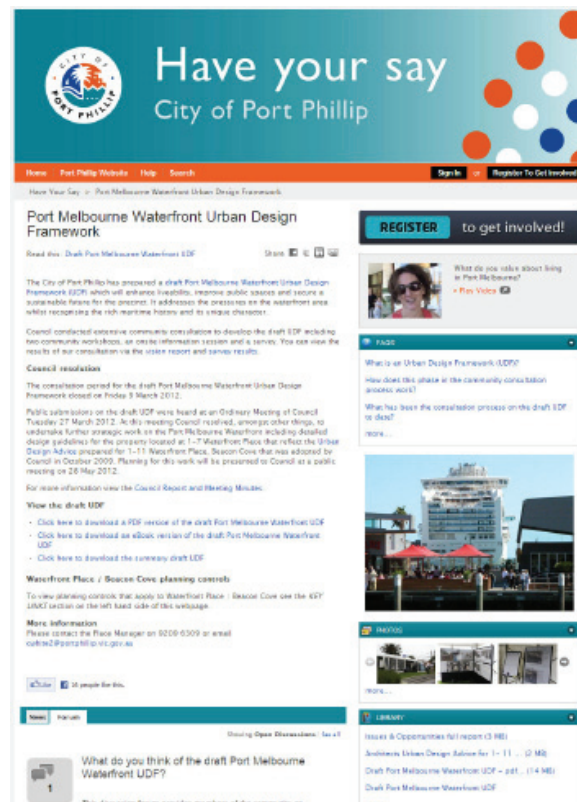 CITY OF
PORT PHILLIP
Have your say
City of Port Phillip
Home Port Phillip Website Help Search
Sign In or Register To Get Involved
Have Your Say > Port Melbourne Waterfront Urban Design Framework
Port Melbourne Waterfront Urban Design
Framework
Read this: Draft Port Melbourne Waterfront UDF
Share
The City of Port Phillip has prepared a draft Port Melbourne Waterfront Urban Design
Framework (UDF) which will enhance liveability, improve public spaces and secure a
sustainable future for the precinct. It addresses the pressures on the waterfront area
whilst recognising the rich maritime history and its unique character.
Council conducted extensive community consultation to develop the draft UDF including
two community workshops, an onsite information session and a survey. You can view the
results of our consultation via the vision report and survey results.
Council resolution
The consultation period for the draft Port Melbourne Waterfront Urban Design
Framework closed on Friday 9 March 2012.
Public submissions on the draft UDF were heard at an Ordinary Meeting of Council
Tuesday 27 March 2012. At this meeting Council resolved, amongst other things, to
undertake further strategic work on the Port Melbourne Waterfront including detailed
design guidelines for the property located at 1-7 Waterfront Place that reflect the Urban
Design Advice prepared for 1-11 Waterfront Place, Beacon Cove that was adopted by
Council in October 2009. Planning for this work will be presented to Council at a public
meeting on 28 May 2012.
For more information view the Council Report and Meeting Minutes.
View the draft UDF
Click here to download a PDF version of the draft Port Melbourne Waterfront UDF
Click here to download an eBook version of the draft Port Melbourne Waterfront
UDF
Click here to download the summary draft UDF
Waterfront Place / Beacon Cove planning controls
To view planning controls that apply to Waterfront Place / Beacon Cove see the KEY
LINKS section on the left hand side of this webpage.
More information
Please contact the Place Manager on 9209 6309 or email
Like 14 people like this.
News Forum
Showing Open Discussions
1
What do you think of the draft Port Melbourne
Waterfront UDF?
REGISTER to get involved!
What do you value about living
in Port Melbourne?
Play Video
FAQS
What is an Urban Design Framework (UDF)?
How does this phase in the community consultation
process work?
What has been the consultation process on the draft UDF
to date?
more...
PHOTOS
more...
LIBRARY
Issues & Opportunities full report (3 MB)
Architects Urban Design Advice for 1-11 ... (2 MB)
Draft Port Melbourne Waterfront UDF - pdf... (14 MB)
Draft Port Melbourne Waterfront UDF